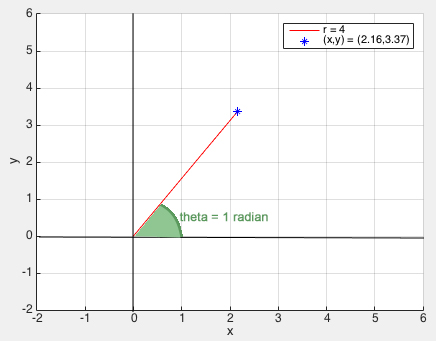 6
5
4
3
2
1
0
-1
-2
y
r = 4
(x,y) = (2.16,3.37)
theta = 1 radian
-2 -1 0 1 2 3 4 5 6
x